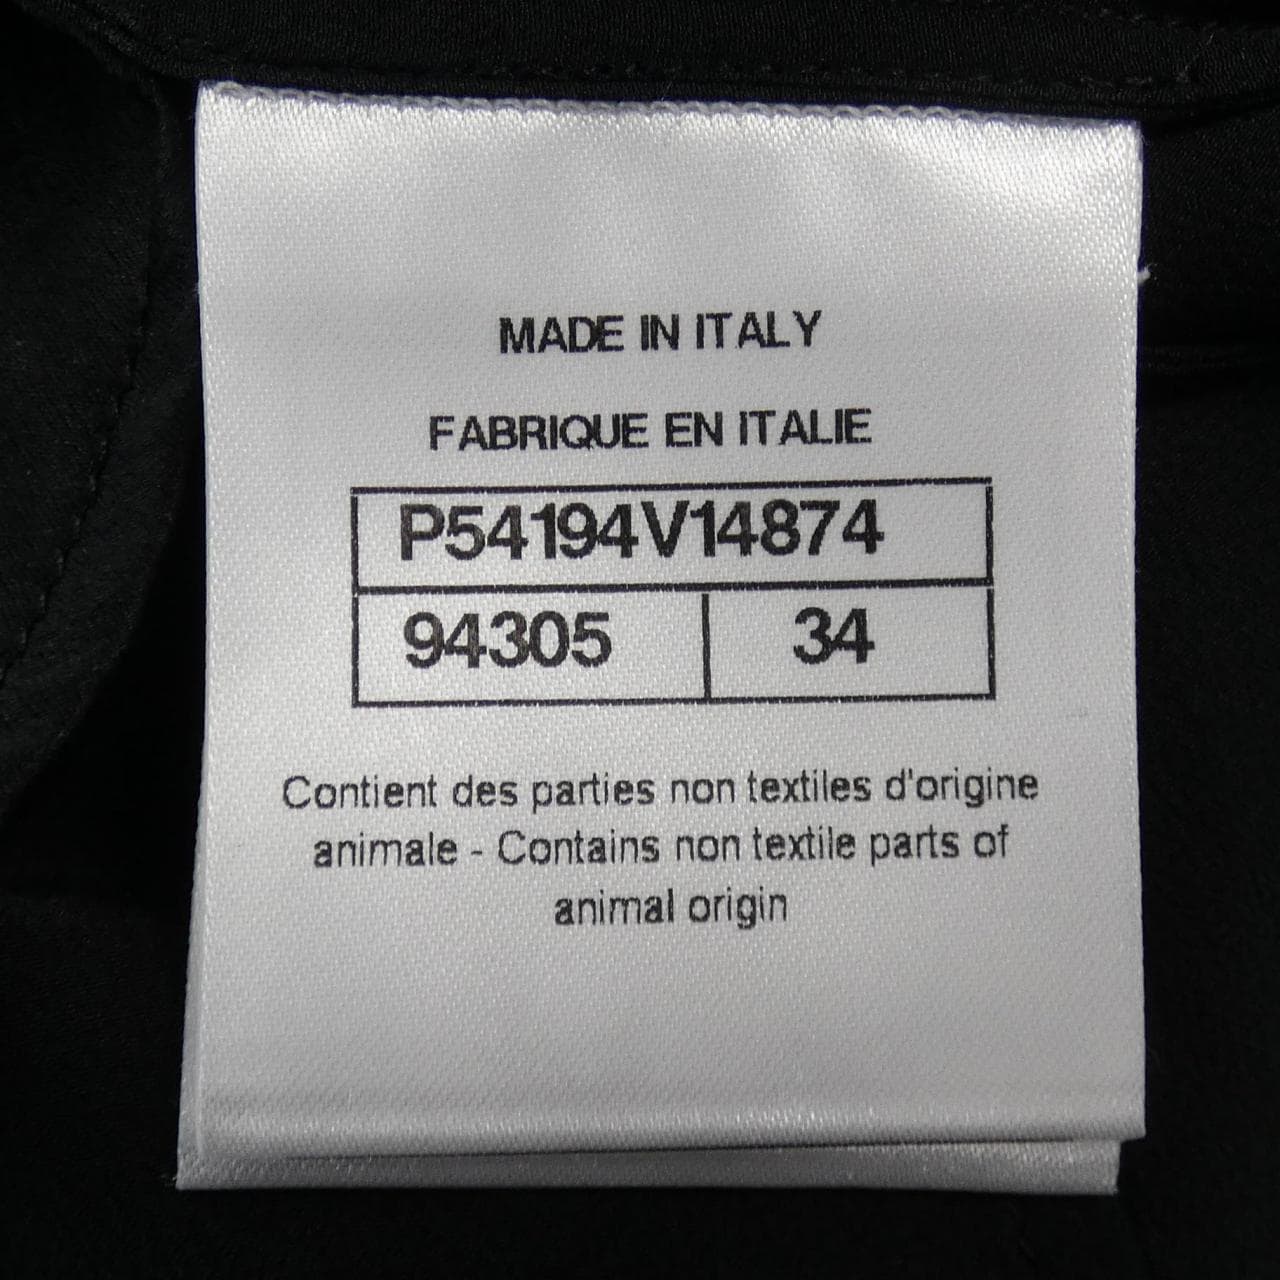 MADE IN ITALY
FABRIQUE EN ITALIE
P54194V14874
94305 34
Contient des parties non textiles d'origine
animale - Contains non textile parts of
animal origin